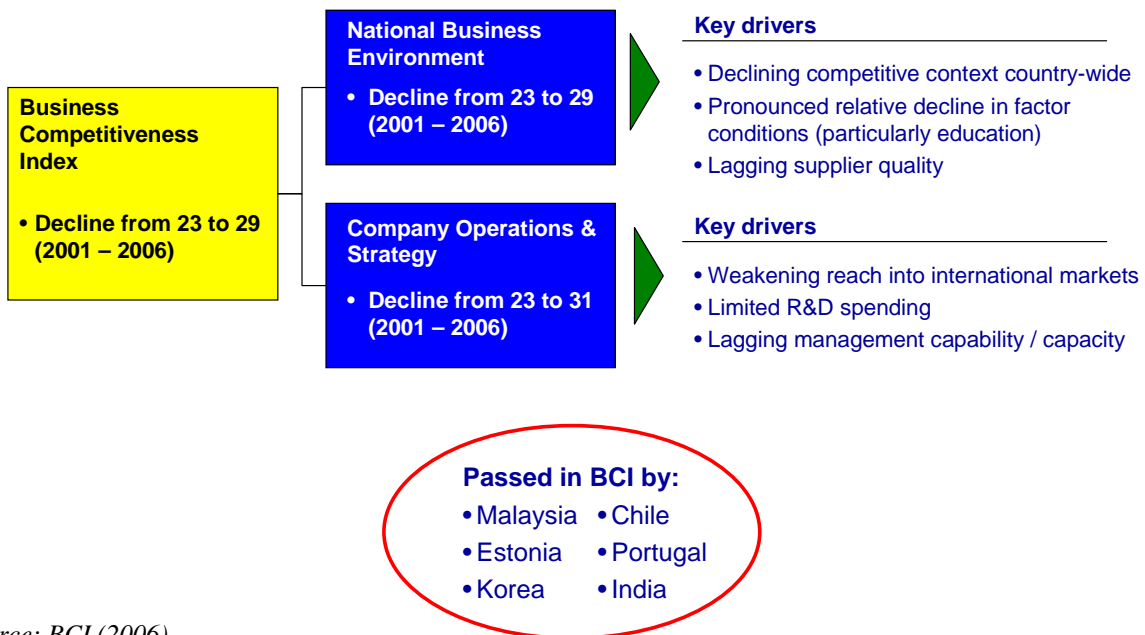 Business
Competitiveness
Index
• Decline from 23 to 29
(2001 – 2006)
National Business
Environment
• Decline from 23 to 29
(2001 – 2006)
Key drivers
• Declining competitive context country-wide
• Pronounced relative decline in factor
conditions (particularly education)
• Lagging supplier quality
Company Operations &
Strategy
• Decline from 23 to 31
(2001 – 2006)
Key drivers
• Weakening reach into international markets
• Limited R&D spending
• Lagging management capability / capacity
Passed in BCI by:
• Malaysia • Chile
• Estonia • Portugal
• Korea • India
BCI (2006)